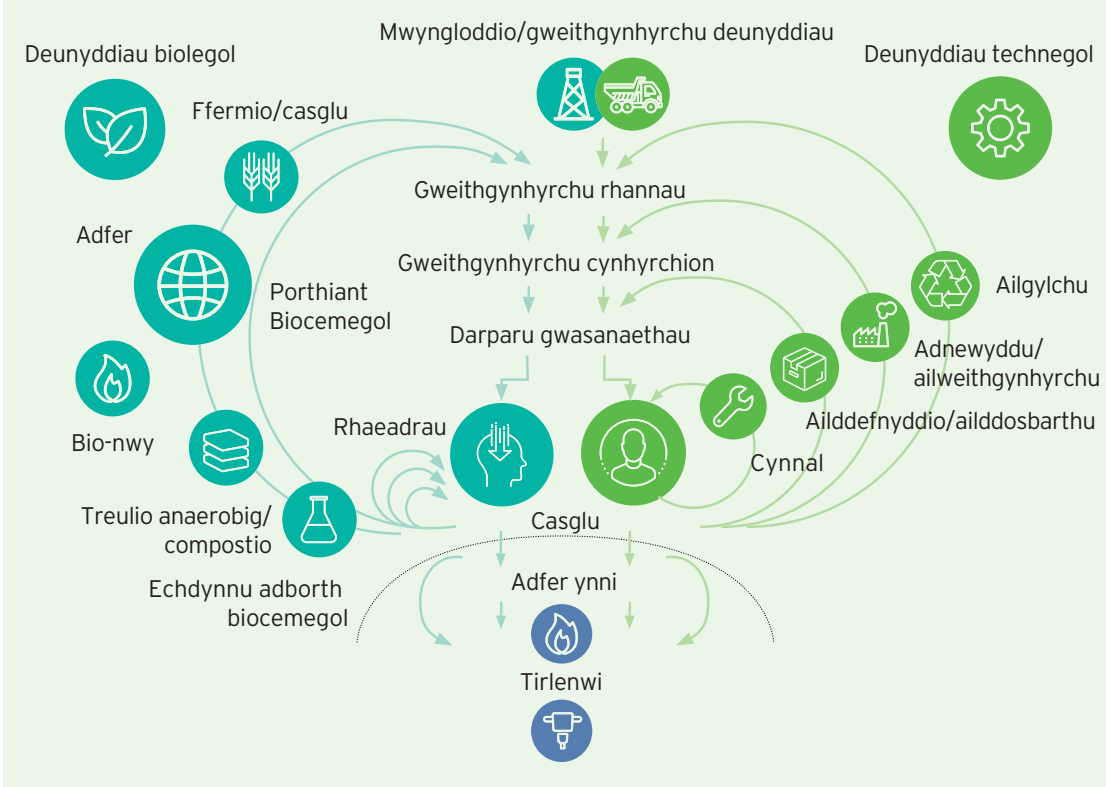 Mwyngloddio/gweithgynhyrchu deunyddiau
Deunyddiau biolegol
Deunyddiau technegol
Ffermio/casglu
Gweithgynhyrchu rhannau
Adfer
Gweithgynhyrchu cynhyrchion
Porthiant
Biocemegol
Ailgylchu
Darparu gwasanaethau
Adnewyddu/
ailweithgynhyrchu
Bio-nwy
Rhaeadrau
Ailddefnyddio/ailddosbarthu
Cynnal
Treulio anaerobig/
compostio
Casglu
Echdynnu adborth
biocemegol
Adfer ynni
Tirlenwi